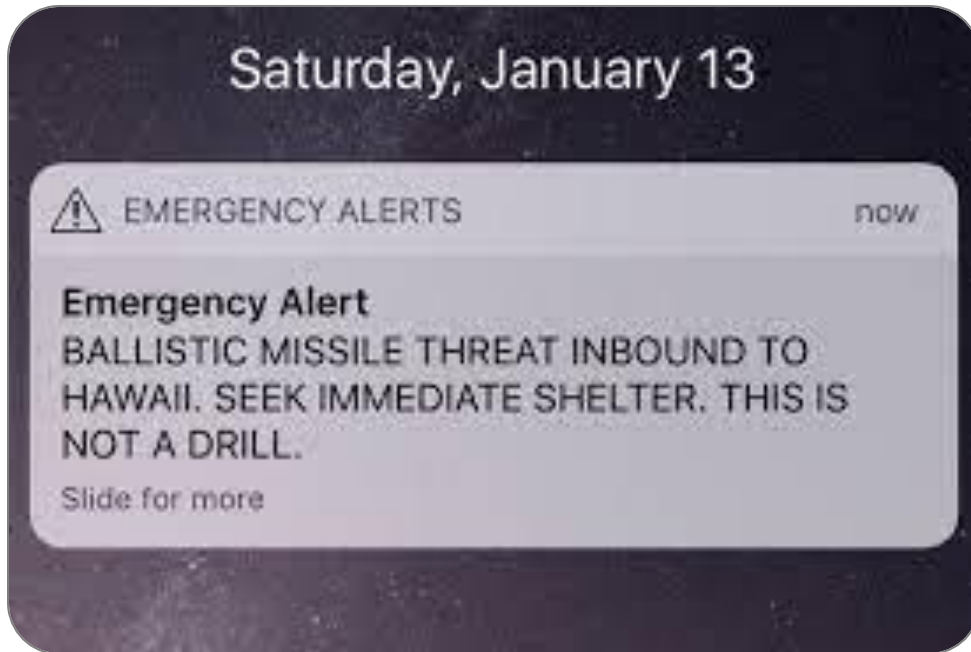 Saturday, January 13
EMERGENCY ALERTS now
Emergency Alert
BALLISTIC MISSILE THREAT INBOUND TO
HAWAII. SEEK IMMEDIATE SHELTER. THIS IS
NOT A DRILL.
Slide for more